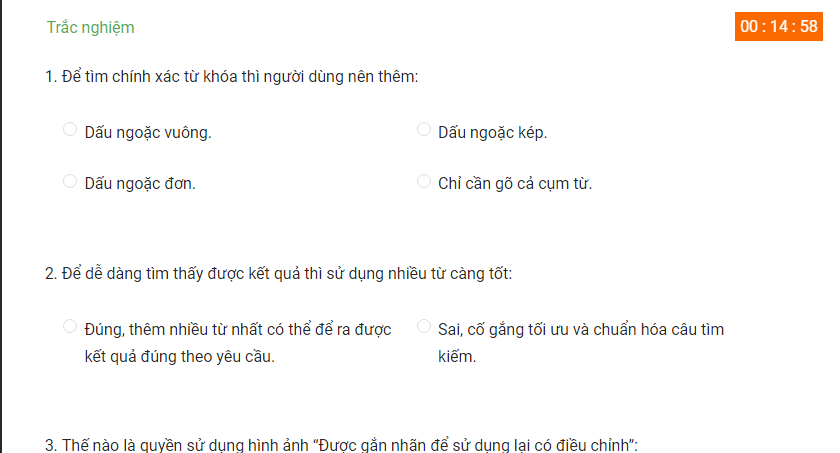 Trắc nghiệm
00 : 14 : 58
1. Để tìm chính xác từ khóa thì người dùng nên thêm:
Dấu ngoặc vuông.
Dấu ngoặc kép.
Dấu ngoặc đơn.
Chỉ cần gõ cả cụm từ.
2. Để dễ dàng tìm thấy được kết quả thì sử dụng nhiều từ càng tốt:
Đúng, thêm nhiều từ nhất có thể để ra được
kết quả đúng theo yêu cầu.
Sai, cố gắng tối ưu và chuẩn hóa câu tìm
kiếm.
3. Thế nào là quyền sử dụng hình ảnh “Được gắn nhãn để sử dụng lại có điều chỉnh”: